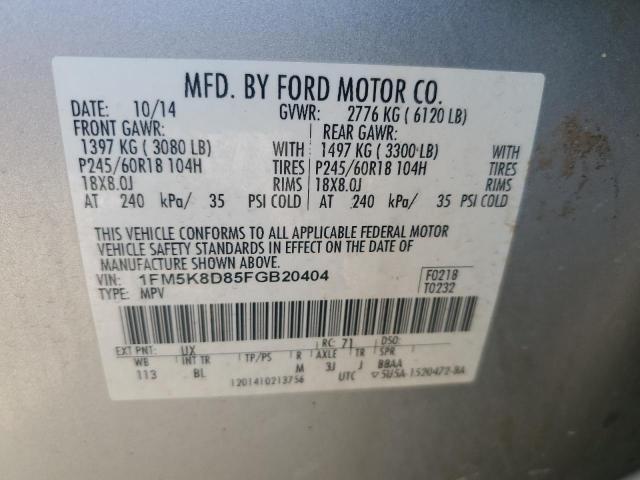 MFD. BY FORD MOTOR CO.
DATE: 10/14 GVWR: 2776 KG ( 6120 LB)
FRONT GAWR: REAR GAWR:
1397 KG ( 3080 LB) WITH 1497 KG ( 3300 LB) WITH
P245/60R18 104H TIRES P245/60R18 104H TIRES
18X8.0J RIMS 18X8.0J RIMS
AT 240 kPa/ 35 PSI COLD AT 240 kPa/ 35 PSI COLD
THIS VEHICLE CONFORMS TO ALL APPLICABLE FEDERAL MOTOR
VEHICLE SAFETY STANDARDS IN EFFECT ON THE DATE OF
MANUFACTURE SHOWN ABOVE.
VIN: 1FM5K8D85FGB20404 F0218
TYPE: MPV T0232
EXT PNT: UX RC: 71 DSO:
WB INT TR TP/PS R AXLE TR SPR
113 BL M 3J J BBAA
1201410213756 UTC 5U5A-1520472-BA